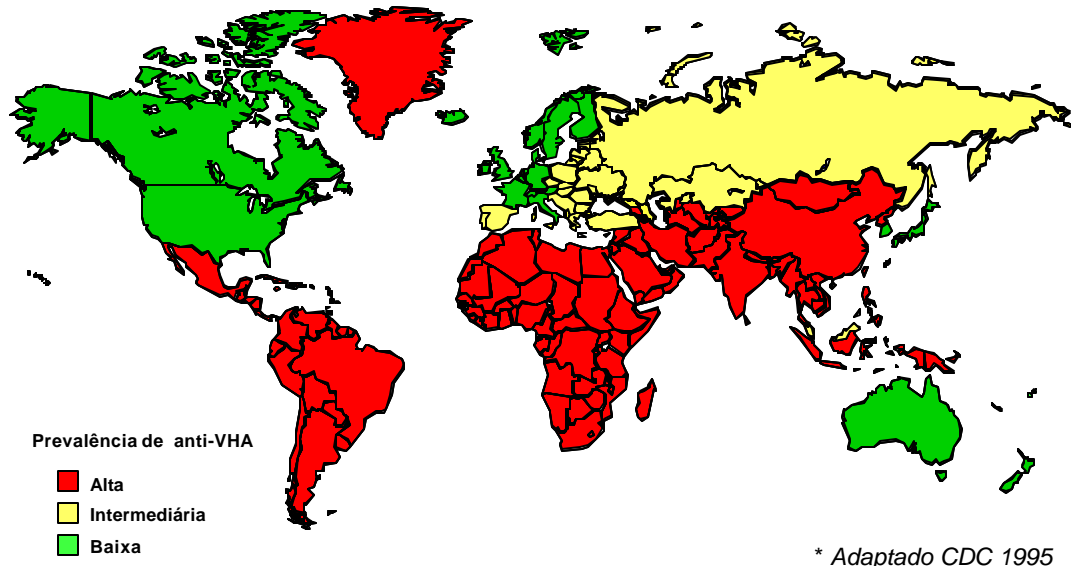 Prevalência de anti-VHA
Alta
Intermediária
Baixa
* Adaptado CDC 1995